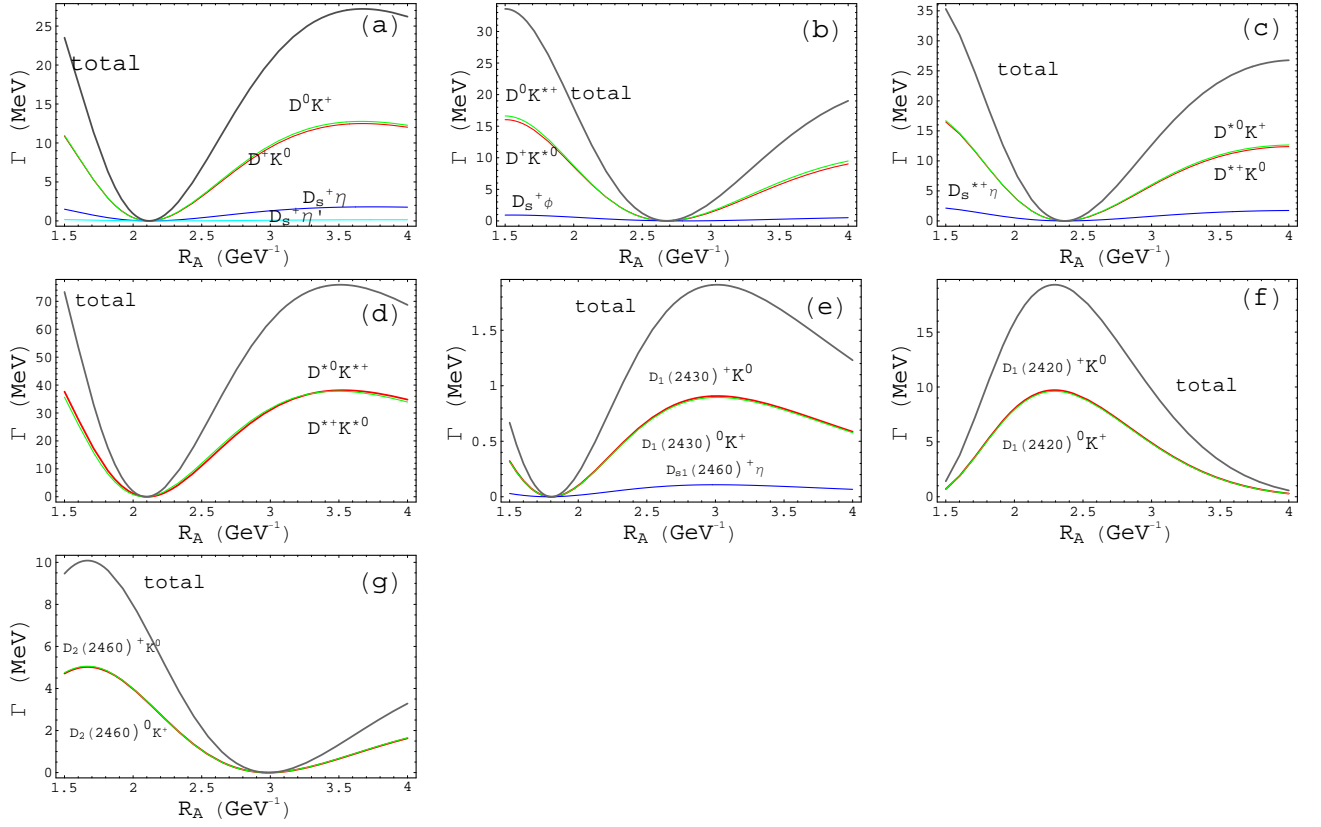 (a)
total
D⁰K⁺
D⁺K⁰
Dₛ⁺η
Dₛ⁺η'
Γ (MeV)
0
5
10
15
20
25
1.5 2 2.5 3 3.5 4
R_A (GeV⁻¹)
(b)
D⁰K*⁺ total
D⁺K*⁰
Dₛ⁺ϕ
Γ (MeV)
0
5
10
15
20
25
30
1.5 2 2.5 3 3.5 4
R_A (GeV⁻¹)
(c)
total
D*⁰K⁺
D*⁺K⁰
Dₛ*⁺η
Γ (MeV)
0
5
10
15
20
25
30
35
1.5 2 2.5 3 3.5 4
R_A (GeV⁻¹)
(d)
total
D*⁰K*⁺
D*⁺K*⁰
Γ (MeV)
0
10
20
30
40
50
60
70
1.5 2 2.5 3 3.5 4
R_A (GeV⁻¹)
(e)
total
D₁(2430)⁺K⁰
D₁(2430)⁰K⁺
Dₛ₁(2460)⁺η
Γ (MeV)
0
0.5
1
1.5
1.5 2 2.5 3 3.5 4
R_A (GeV⁻¹)
(f)
D₁(2420)⁺K⁰
total
D₁(2420)⁰K⁺
Γ (MeV)
0
5
10
15
1.5 2 2.5 3 3.5 4
R_A (GeV⁻¹)
(g)
total
D₂(2460)⁺K⁰
D₂(2460)⁰K⁺
Γ (MeV)
0
2
4
6
8
10
1.5 2 2.5 3 3.5 4
R_A (GeV⁻¹)